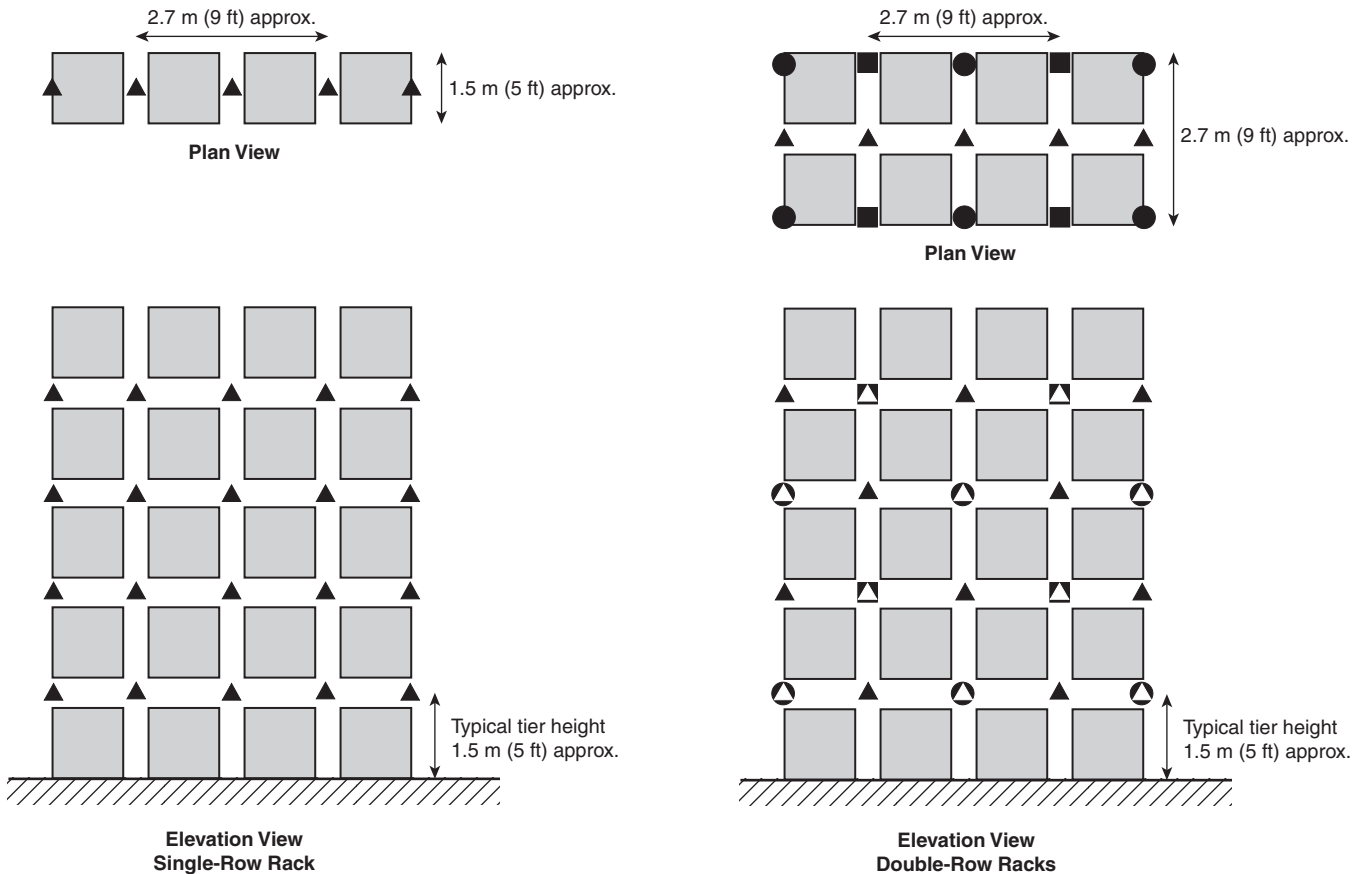 2.7 m (9 ft) approx.
1.5 m (5 ft) approx.
Plan View
2.7 m (9 ft) approx.
2.7 m (9 ft) approx.
Plan View
Typical tier height
1.5 m (5 ft) approx.
Elevation View
Single-Row Rack
Typical tier height
1.5 m (5 ft) approx.
Elevation View
Double-Row Racks